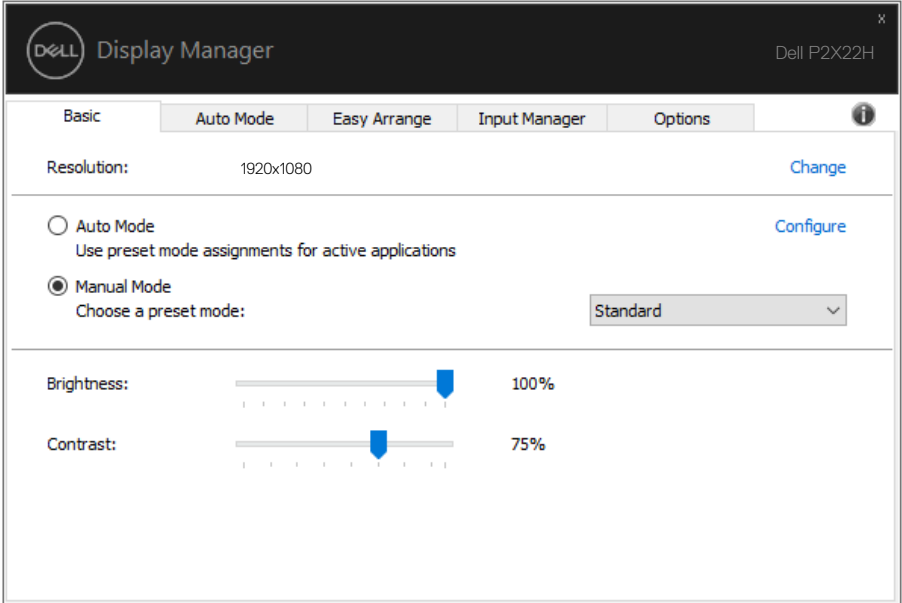 x
DELL Display Manager
Dell P2X22H
Basic Auto Mode Easy Arrange Input Manager Options i
Resolution: 1920x1080 Change
Auto Mode Configure
Use preset mode assignments for active applications
Manual Mode
Choose a preset mode: Standard
Brightness: 100%
Contrast: 75%